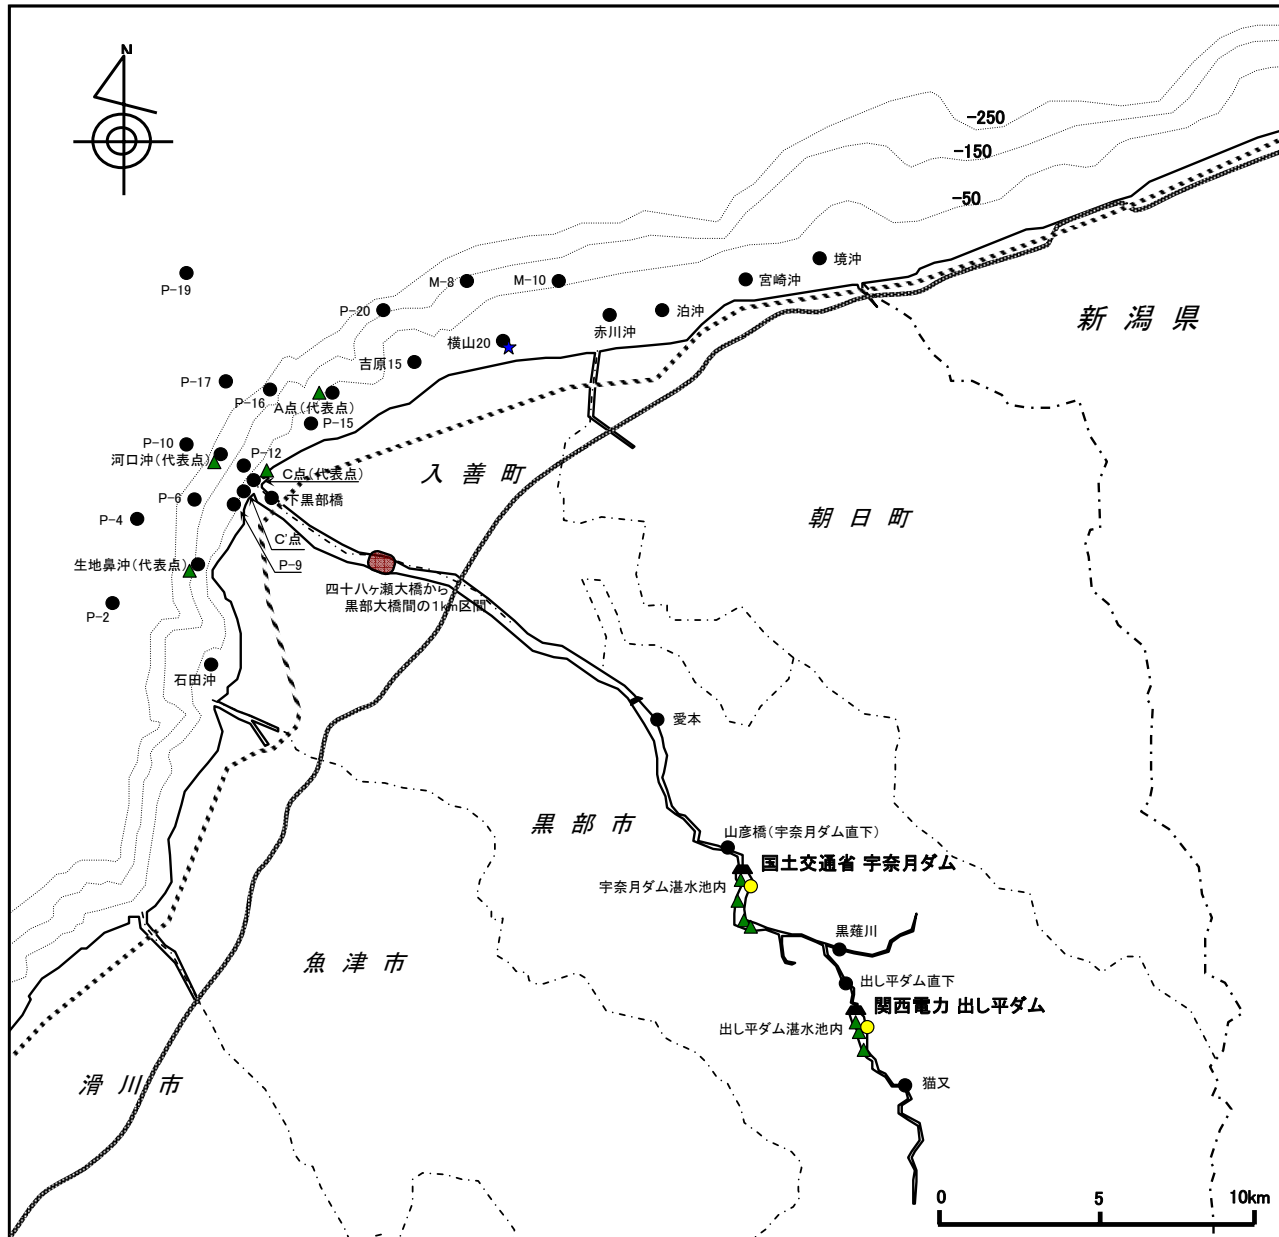 N
-250
-150
-50
境沖
宮崎沖
P-19
M-8
M-10
P-20
泊沖
赤川沖
新潟県
横山20
吉原15
P-17
P-16
A点(代表点)
P-15
P-10
河口沖(代表点)
P-12
C点(代表点)
入善町
P-6
下黒部橋
P-4
朝日町
C'点
P-9
生地鼻沖(代表点)
四十八ヶ瀬大橋から
黒部大橋間の1km区間
P-2
石田沖
愛本
黒部市
山彦橋(宇奈月ダム直下)
国土交通省 宇奈月ダム
宇奈月ダム湛水池内
黒薙川
魚津市
出し平ダム直下
関西電力 出し平ダム
出し平ダム湛水池内
滑川市
猫又
0 5 10km